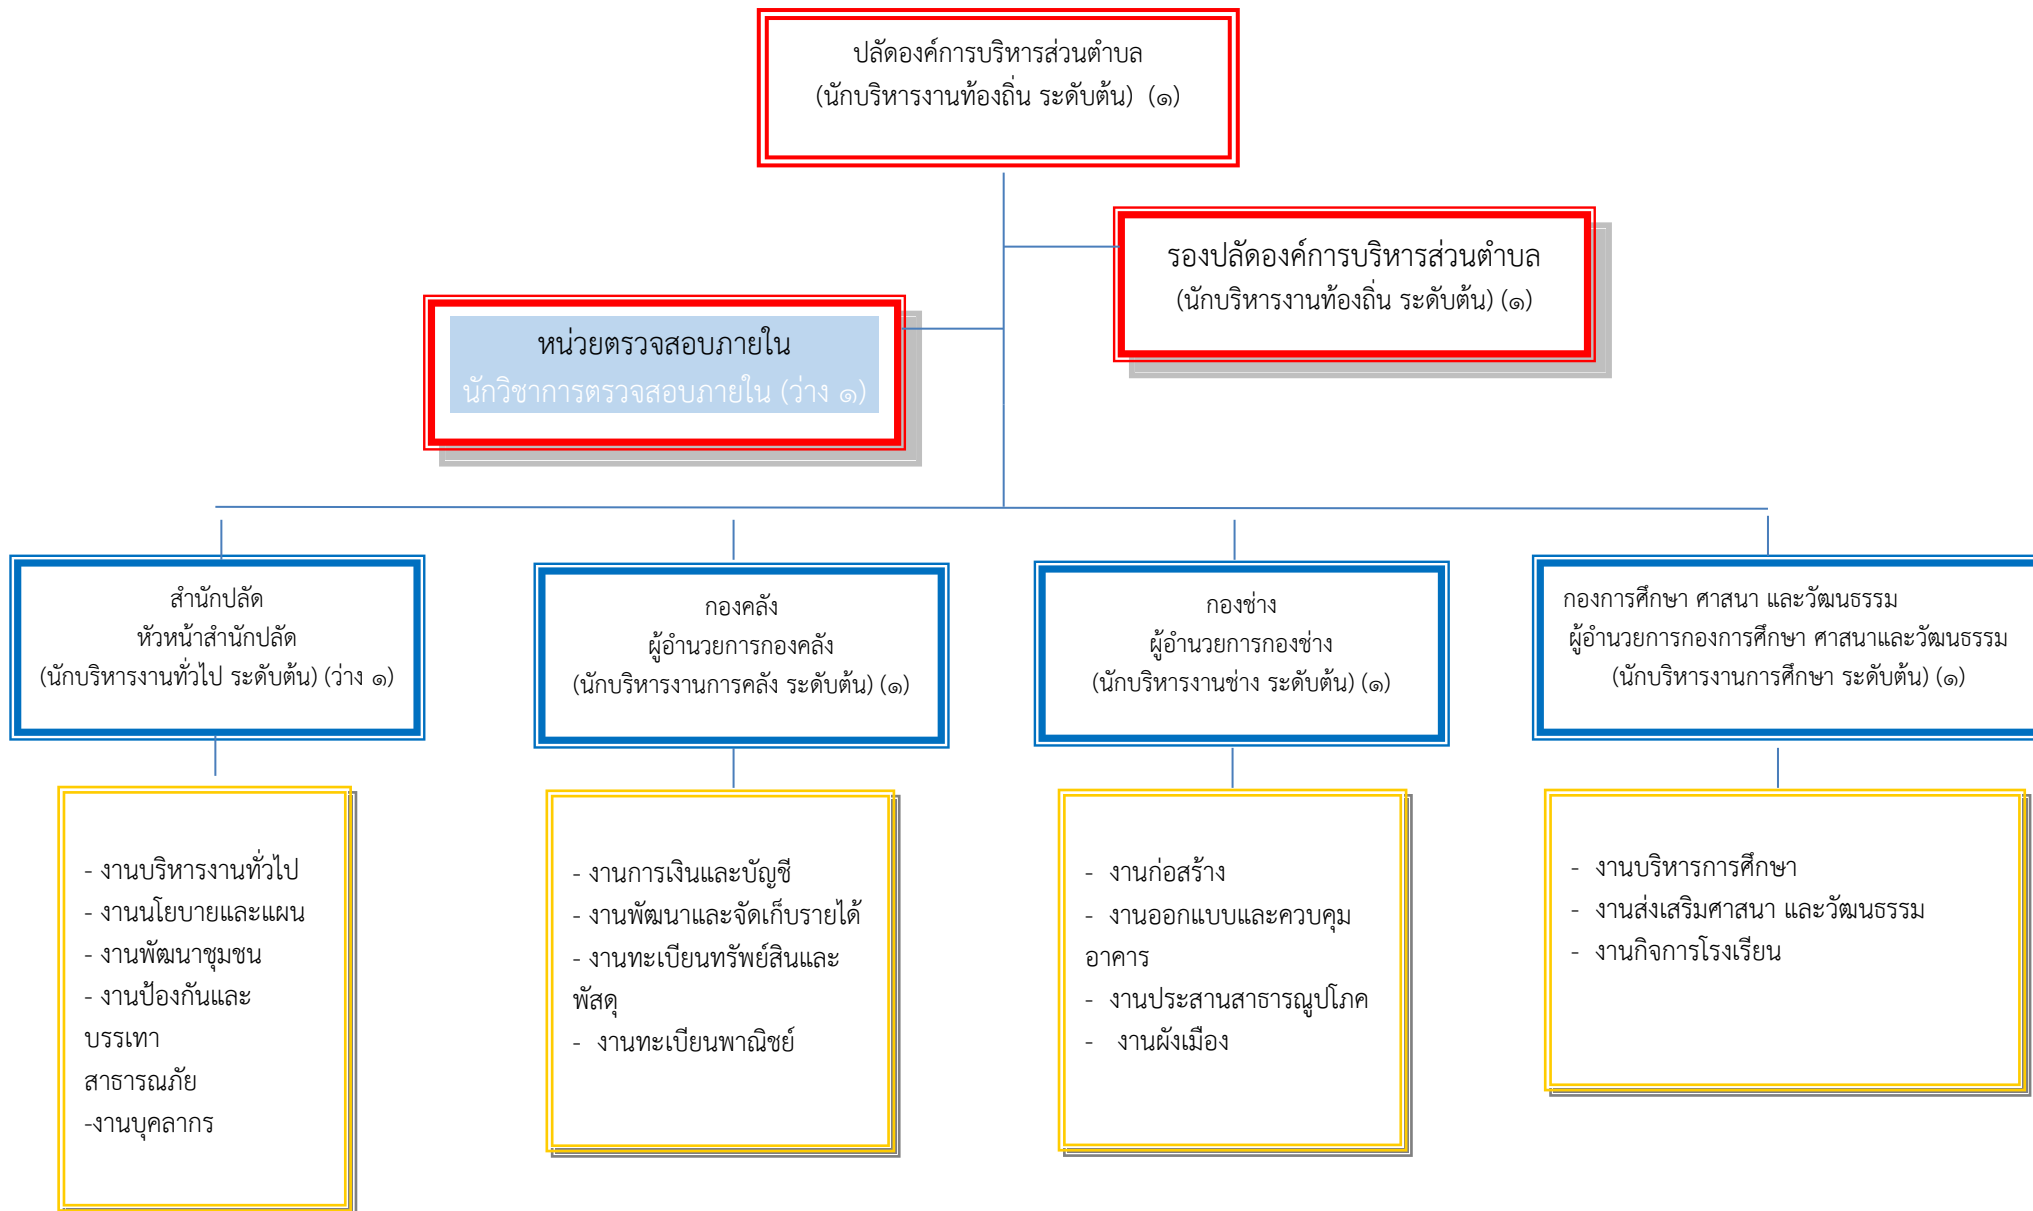 ปลัดองค์การบริหารส่วนตำบล
(นักบริหารงานท้องถิ่น ระดับต้น) (๑)
รองปลัดองค์การบริหารส่วนตำบล
(นักบริหารงานท้องถิ่น ระดับต้น) (๑)
หน่วยตรวจสอบภายใน
นักวิชาการตรวจสอบภายใน (ว่าง ๑)
สำนักปลัด
หัวหน้าสำนักปลัด
(นักบริหารงานทั่วไป ระดับต้น) (ว่าง ๑)
กองคลัง
ผู้อำนวยการกองคลัง
(นักบริหารงานการคลัง ระดับต้น) (๑)
กองช่าง
ผู้อำนวยการกองช่าง
(นักบริหารงานช่าง ระดับต้น) (๑)
กองการศึกษา ศาสนา และวัฒนธรรม
ผู้อำนวยการกองการศึกษา ศาสนาและวัฒนธรรม
(นักบริหารงานการศึกษา ระดับต้น) (๑)
- งานบริหารงานทั่วไป
- งานนโยบายและแผน
- งานพัฒนาชุมชน
- งานป้องกันและ
บรรเทา
สาธารณภัย
-งานบุคลากร
- งานการเงินและบัญชี
- งานพัฒนาและจัดเก็บรายได้
- งานทะเบียนทรัพย์สินและ
พัสดุ
- งานทะเบียนพาณิชย์
- งานก่อสร้าง
- งานออกแบบและควบคุม
อาคาร
- งานประสานสาธารณูปโภค
- งานผังเมือง
- งานบริหารการศึกษา
- งานส่งเสริมศาสนา และวัฒนธรรม
- งานกิจการโรงเรียน